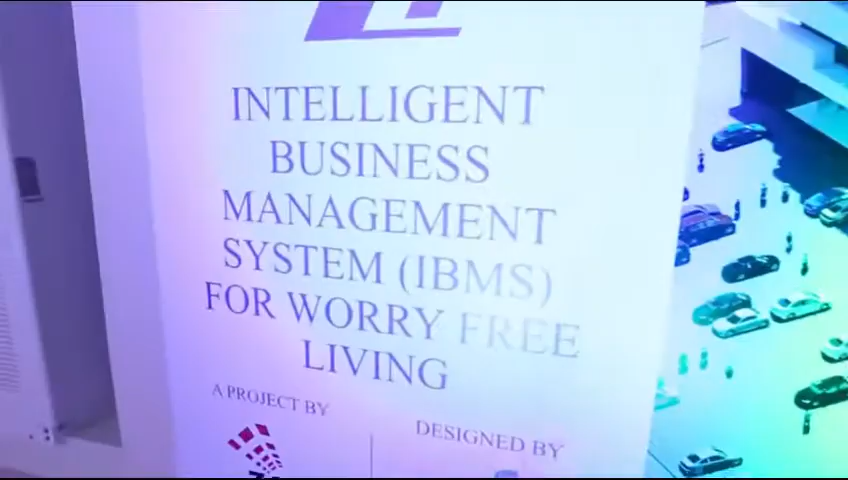 INTELLIGENT
BUSINESS
MANAGEMENT
SYSTEM (IBMS)
FOR WORRY FREE
LIVING
A PROJECT BY
DESIGNED BY